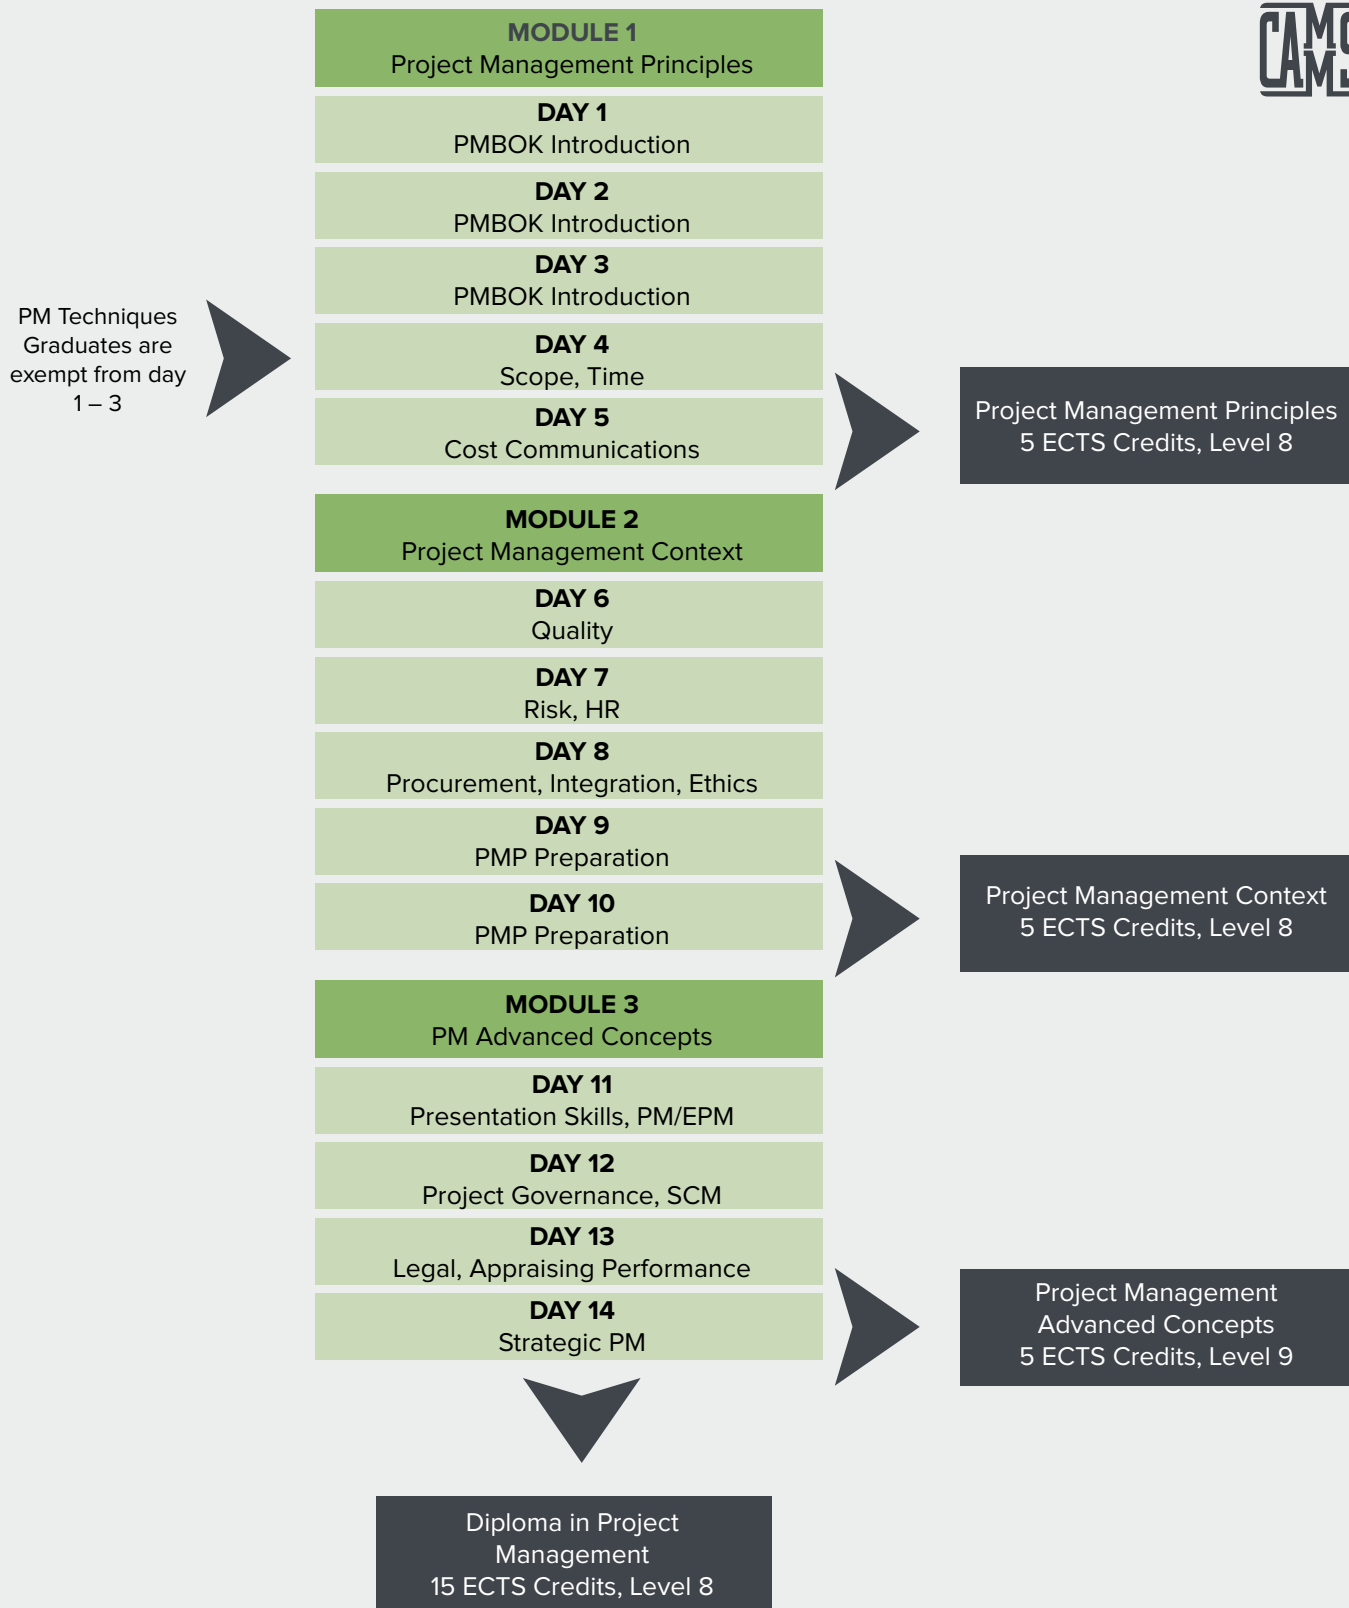 MODULE 1
Project Management Principles
DAY 1
PMBOK Introduction
DAY 2
PMBOK Introduction
DAY 3
PMBOK Introduction
PM Techniques
Graduates are
exempt from day
1 – 3
DAY 4
Scope, Time
DAY 5
Cost Communications
Project Management Principles
5 ECTS Credits, Level 8
MODULE 2
Project Management Context
DAY 6
Quality
DAY 7
Risk, HR
DAY 8
Procurement, Integration, Ethics
DAY 9
PMP Preparation
DAY 10
PMP Preparation
Project Management Context
5 ECTS Credits, Level 8
MODULE 3
PM Advanced Concepts
DAY 11
Presentation Skills, PM/EPM
DAY 12
Project Governance, SCM
DAY 13
Legal, Appraising Performance
DAY 14
Strategic PM
Project Management
Advanced Concepts
5 ECTS Credits, Level 9
Diploma in Project
Management
15 ECTS Credits, Level 8